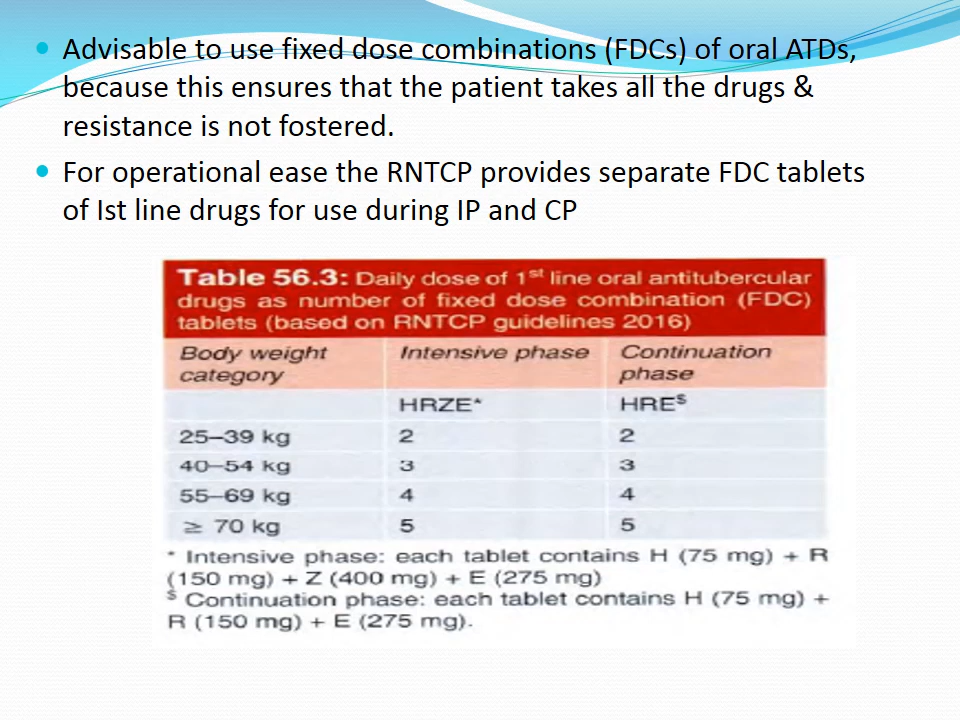 Advisable to use fixed dose combinations (FDCs) of oral ATDs,
because this ensures that the patient takes all the drugs &
resistance is not fostered.
For operational ease the RNTCP provides separate FDC tablets
of Ist line drugs for use during IP and CP
Table 56.3: Daily dose of 1st line oral antitubercular
drugs as number of fixed dose combination (FDC)
tablets (based on RNTCP guidelines 2016)
Body weight category Intensive phase Continuation phase
HRZE* HRE$
25–39 kg 2 2
40–54 kg 3 3
55–69 kg 4 4
≥ 70 kg 5 5
* Intensive phase: each tablet contains H (75 mg) + R
(150 mg) + Z (400 mg) + E (275 mg)
$ Continuation phase: each tablet contains H (75 mg) +
R (150 mg) + E (275 mg).